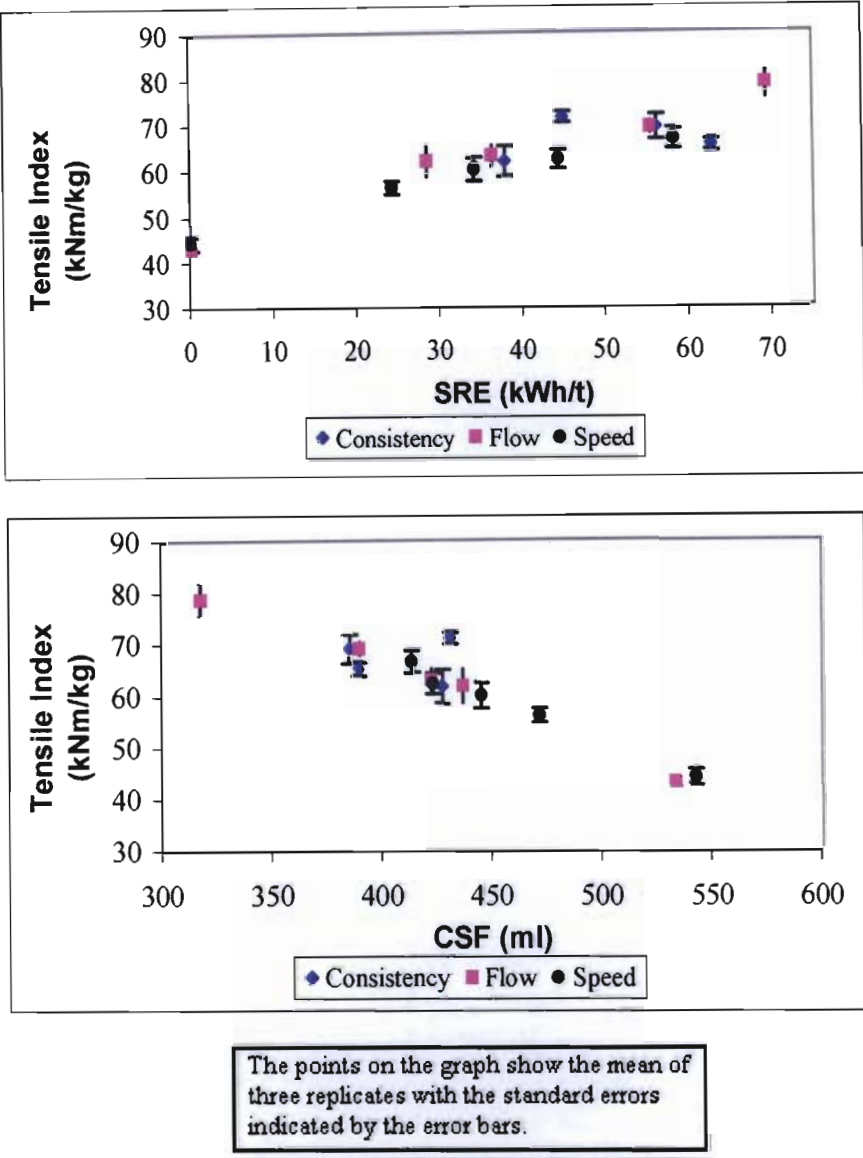 90
80
70
60
50
40
30
Tensile Index
(kNm/kg)
0 10 20 30 40 50 60 70
SRE (kWh/t)
Consistency Flow Speed
90
80
70
60
50
40
30
Tensile Index
(kNm/kg)
300 350 400 450 500 550 600
CSF (ml)
Consistency Flow Speed
The points on the graph show the mean of
three replicates with the standard errors
indicated by the error bars.